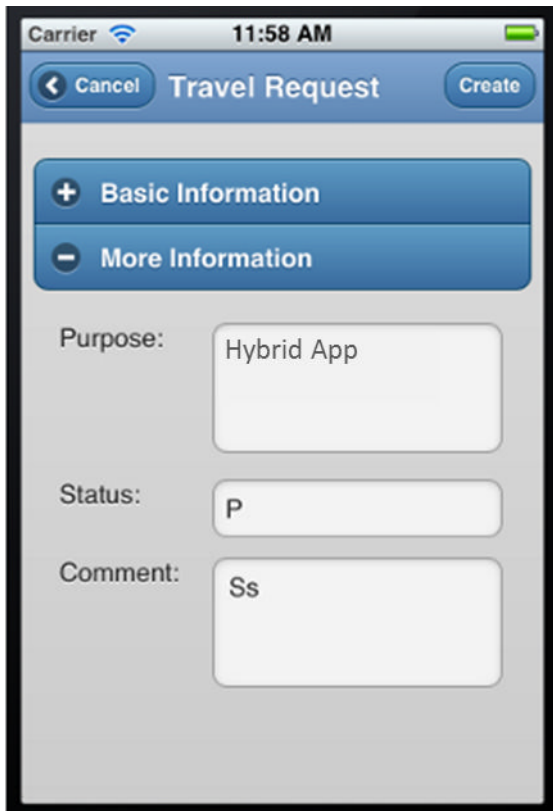 Carrier 11:58 AM
Cancel Travel Request Create
Basic Information
More Information
Purpose: Hybrid App
Status: P
Comment: Ss